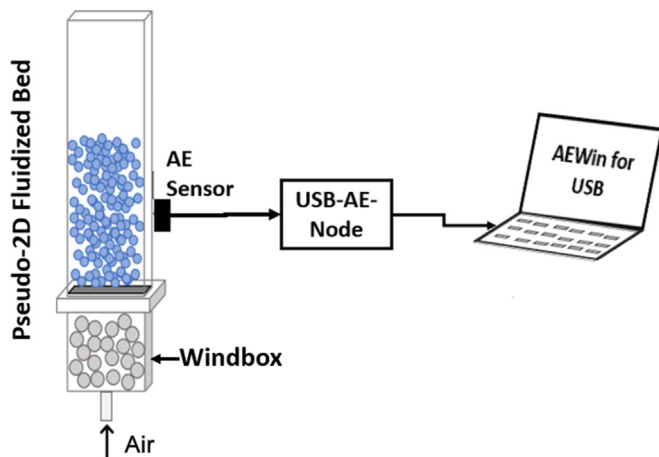 Pseudo-2D Fluidized Bed
AE
Sensor
USB-AE-
Node
AEWin for
USB
Windbox
Air